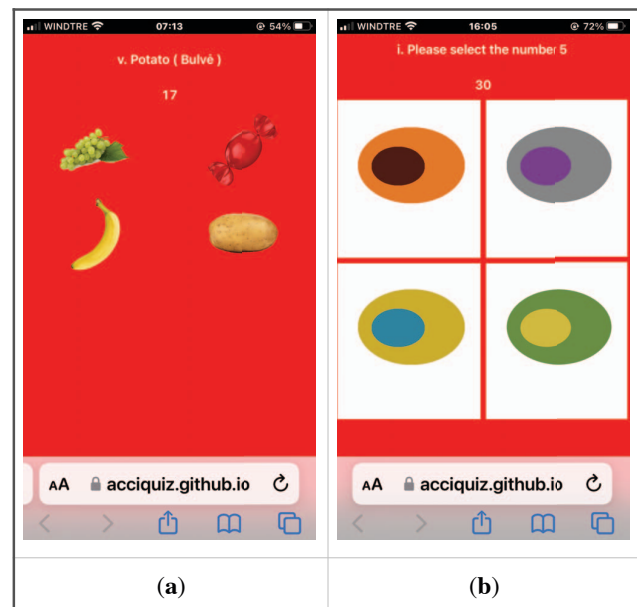 WINDTRE 07:13 54%
v. Potato ( Bulvė )
17
AA acciquiz.github.io
(a)
WINDTRE 16:05 72%
i. Please select the number 5
30
AA acciquiz.github.io
(b)